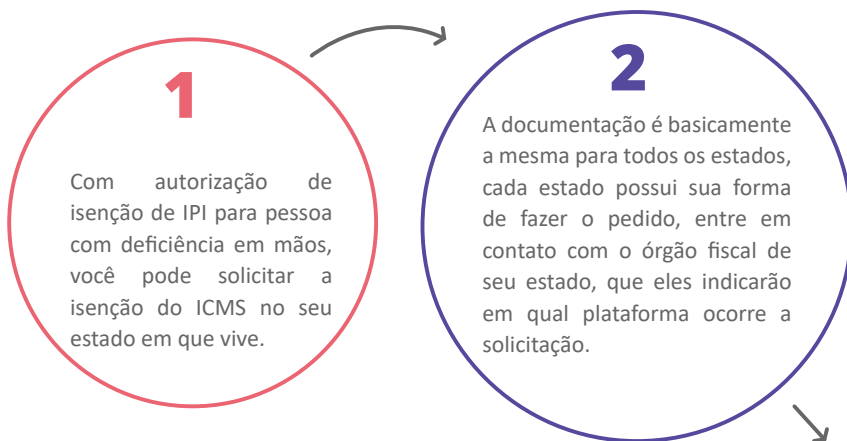 1
Com autorização de
isenção de IPI para pessoa
com deficiência em mãos,
você pode solicitar a
isenção do ICMS no seu
estado em que vive.
2
A documentação é basicamente
a mesma para todos os estados,
cada estado possui sua forma
de fazer o pedido, entre em
contato com o órgão fiscal de
seu estado, que eles indicarão
em qual plataforma ocorre a
solicitação.